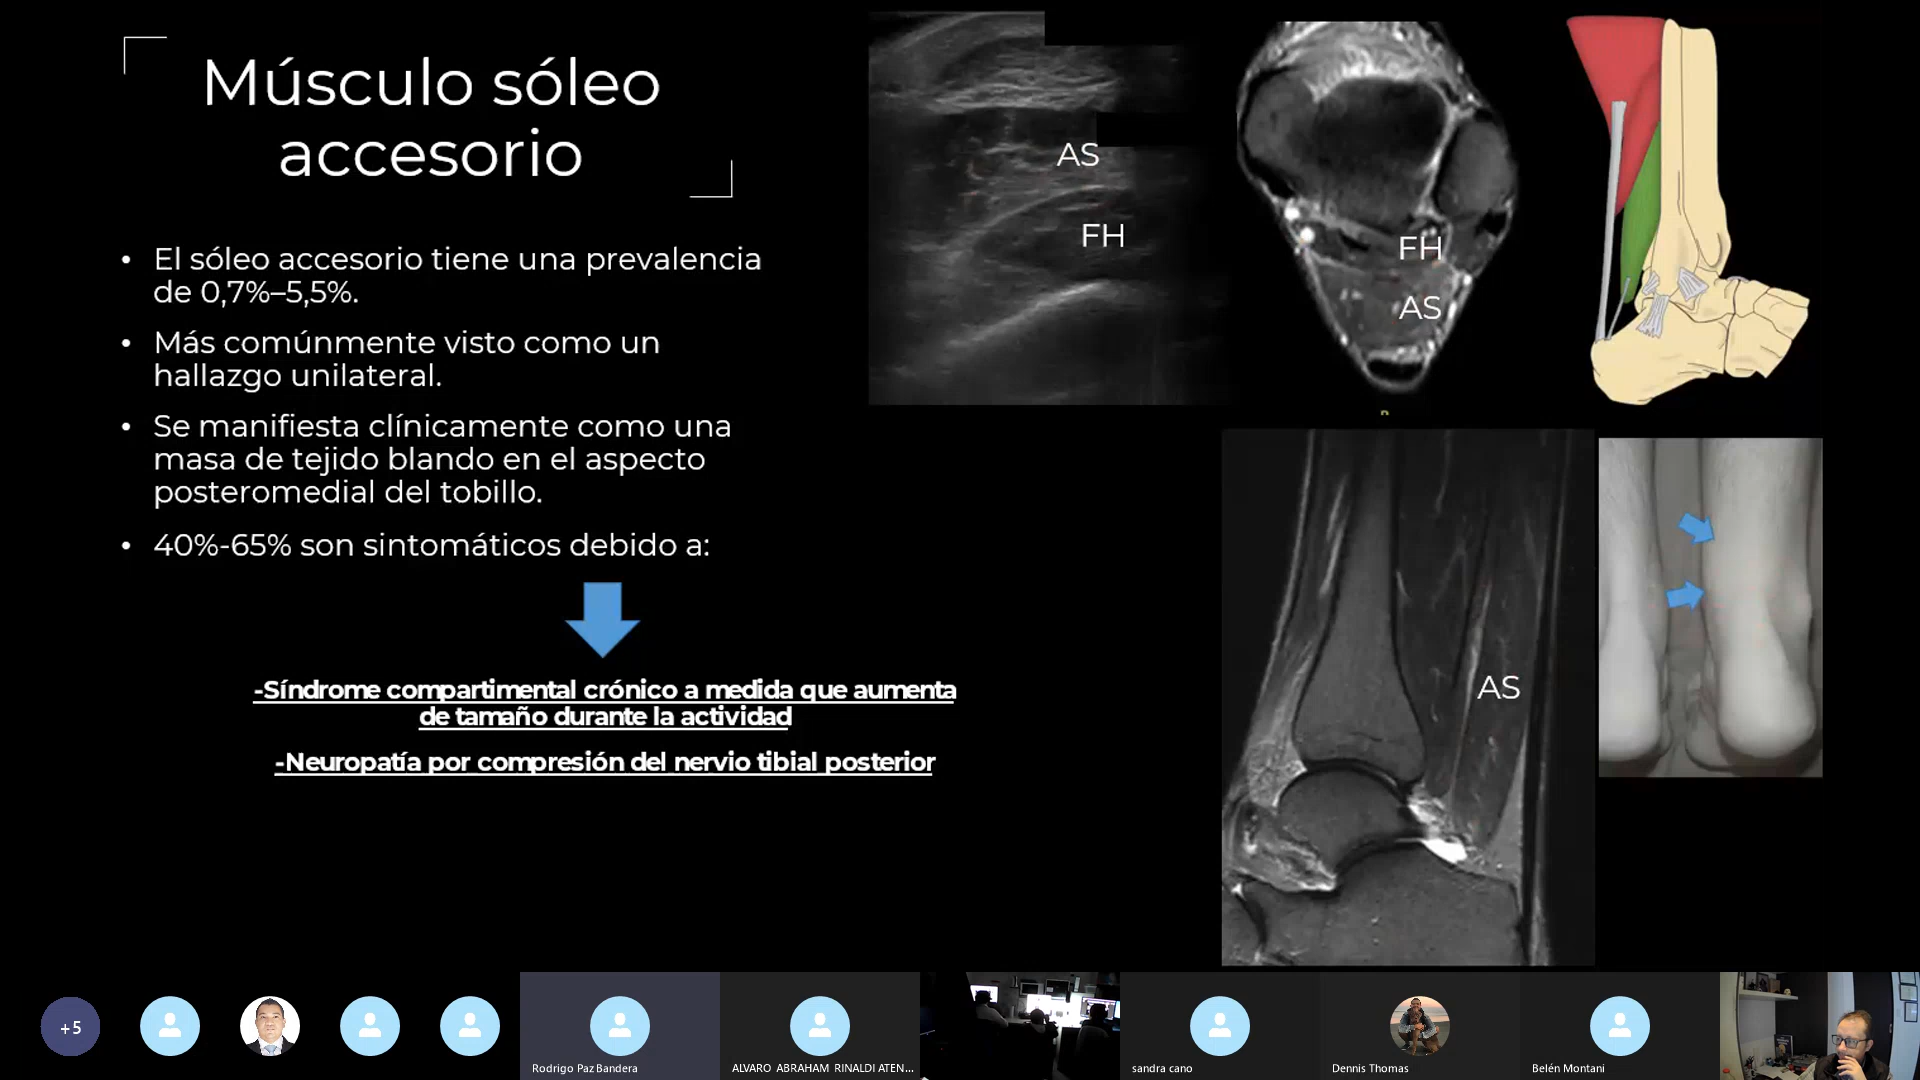 Músculo sóleo
accesorio
• El sóleo accesorio tiene una prevalencia
de 0,7%–5,5%.
• Más comúnmente visto como un
hallazgo unilateral.
• Se manifiesta clínicamente como una
masa de tejido blando en el aspecto
posteromedial del tobillo.
• 40%-65% son sintomáticos debido a:
-Síndrome compartimental crónico a medida que aumenta
de tamaño durante la actividad
-Neuropatía por compresión del nervio tibial posterior
AS
FH
FH
AS
AS
+5
Rodrigo Paz Bandera
ALVARO ABRAHAM RINALDI ATEN...
sandra cano
Dennis Thomas
Belén Montani